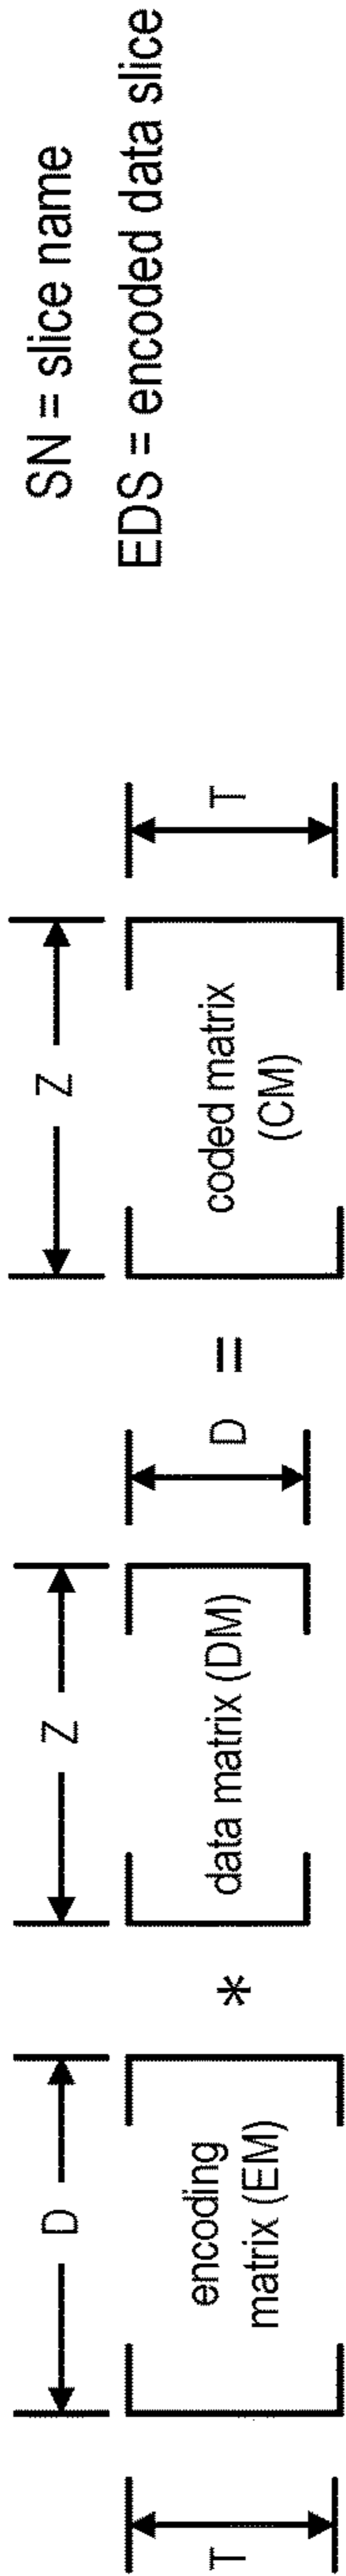 SN = slice name
EDS = encoded data slice
D
Z
Z
T
encoding
matrix (EM)
*
data matrix (DM)
D
=
coded matrix
(CM)
T